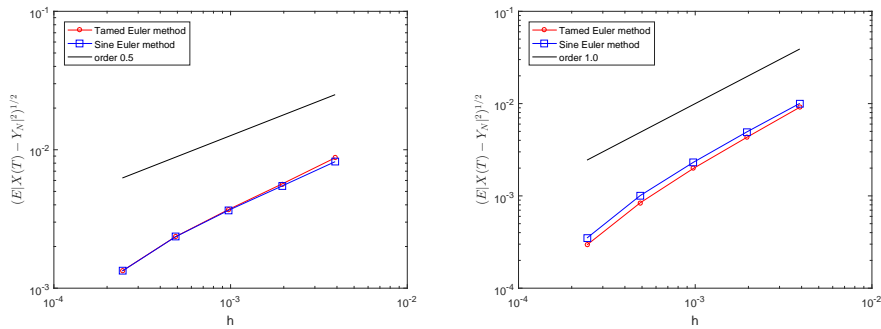 10^-1
Tamed Euler method
Sine Euler method
order 0.5
(E|X(T) − Y_N|^2)^1/2
10^-2
10^-3
10^-4
10^-3
10^-2
h
10^-1
Tamed Euler method
Sine Euler method
order 1.0
(E|X(T) − Y_N|^2)^1/2
10^-2
10^-3
10^-4
10^-4
10^-3
10^-2
h